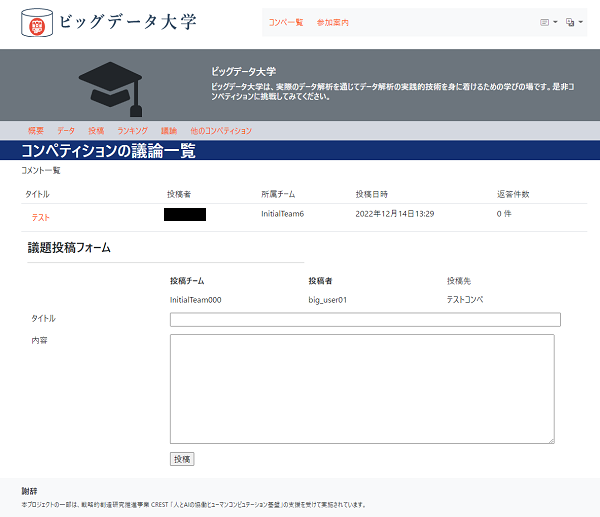 ビッグデータ大学
コンペ一覧 参加案内
ビッグデータ大学
ビッグデータ大学は、実際のデータ解析を通じてデータ解析の実践的技術を身に着けるための学びの場です。是非コ
ンペティションに挑戦してみてください。
概要 データ 投稿 ランキング 議論 他のコンペティション
コンペティションの議論一覧
コメント一覧
タイトル 投稿者 所属チーム 投稿日時 返答件数
テスト InitialTeam6 2022年12月14日13:29 0 件
議題投稿フォーム
投稿チーム 投稿者 投稿先
InitialTeam000 big_user01 テストコンペ
タイトル
内容
投稿
謝辞
本プロジェクトの一部は、戦略的創造研究推進事業 CREST 「人とAIの協働ヒューマンコンピュテーション基盤」の支援を受けて実施されています。